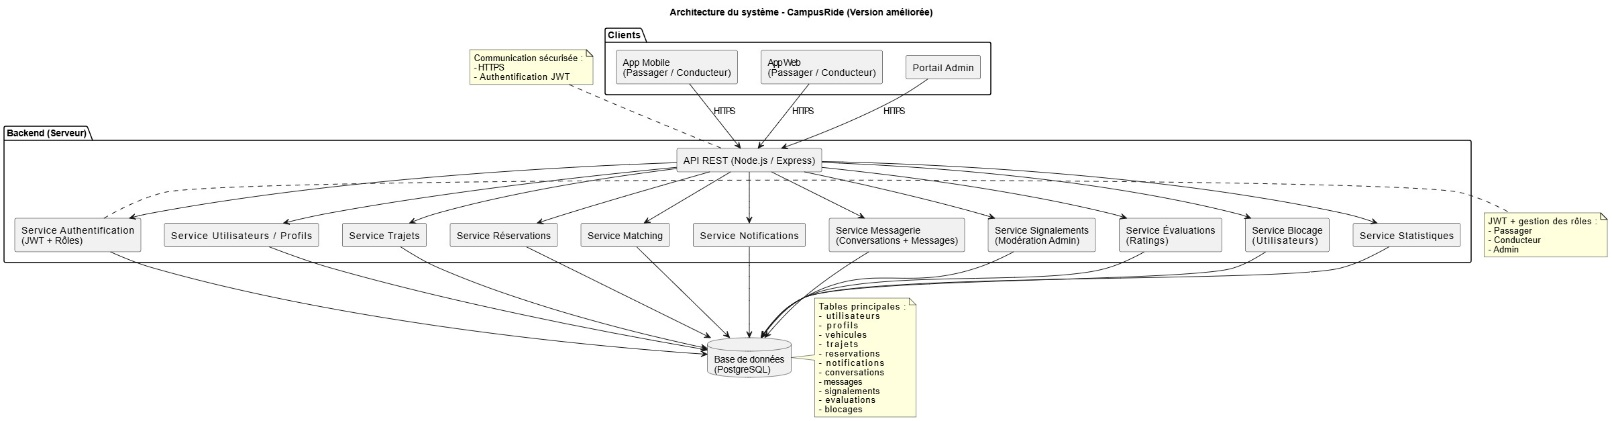 Architecture du système - CampusRide (Version améliorée)
Clients
Communication sécurisée :
- HTTPS
- Authentification JWT
App Mobile
(Passager / Conducteur)
App Web
(Passager / Conducteur)
Portail Admin
HTTPS
HTTPS
HTTPS
Backend (Serveur)
API REST (Node.js / Express)
Service Authentification
(JWT + Rôles)
Service Utilisateurs / Profils
Service Trajets
Service Réservations
Service Matching
Service Notifications
Service Messagerie
(Conversations + Messages)
Service Signalements
(Modération Admin)
Service Évaluations
(Ratings)
Service Blocage
(Utilisateurs)
Service Statistiques
JWT + gestion des rôles :
- Passager
- Conducteur
- Admin
Base de données
(PostgreSQL)
Tables principales :
- utilisateurs
- profils
- vehicules
- trajets
- reservations
- notifications
- conversations
- messages
- signalements
- evaluations
- blocages